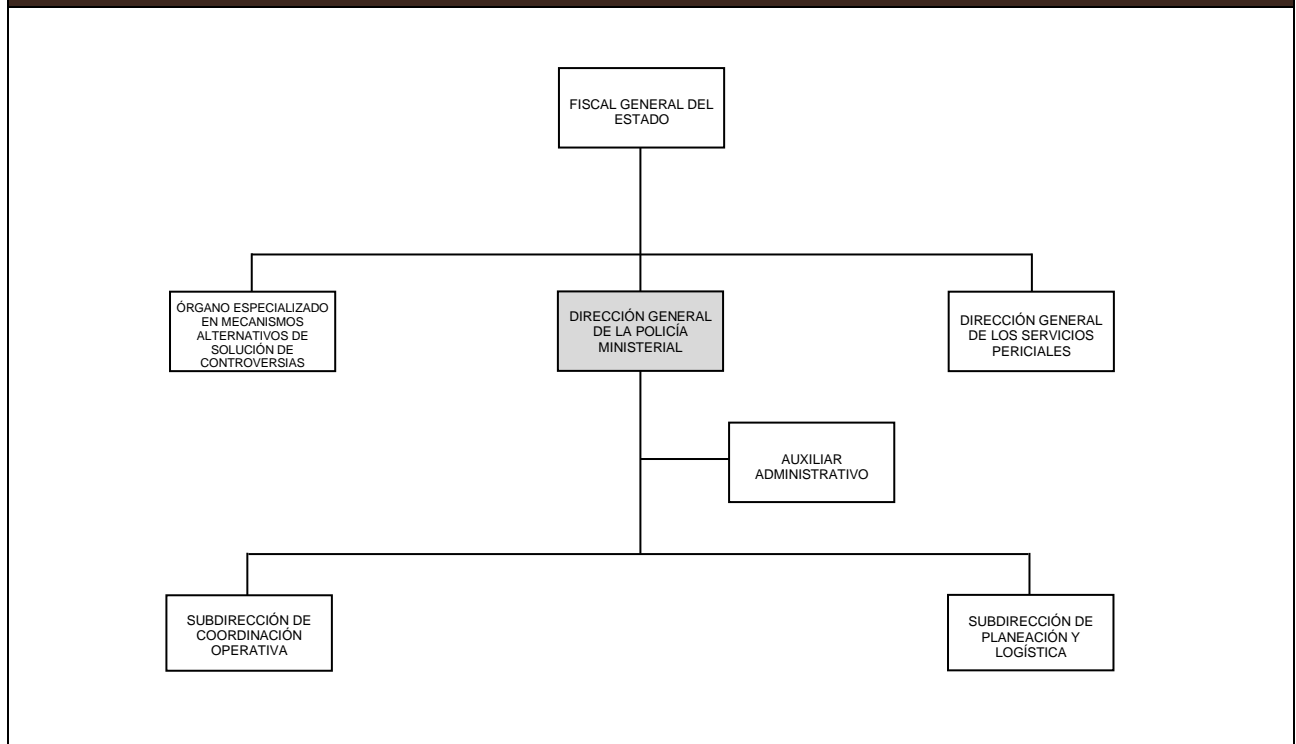 FISCAL GENERAL DEL
ESTADO
ÓRGANO ESPECIALIZADO
EN MECANISMOS
ALTERNATIVOS DE
SOLUCIÓN DE
CONTROVERSIAS
DIRECCIÓN GENERAL
DE LA POLICÍA
MINISTERIAL
DIRECCIÓN GENERAL
DE LOS SERVICIOS
PERICIALES
AUXILIAR
ADMINISTRATIVO
SUBDIRECCIÓN DE
COORDINACIÓN
OPERATIVA
SUBDIRECCIÓN DE
PLANEACIÓN Y
LOGÍSTICA